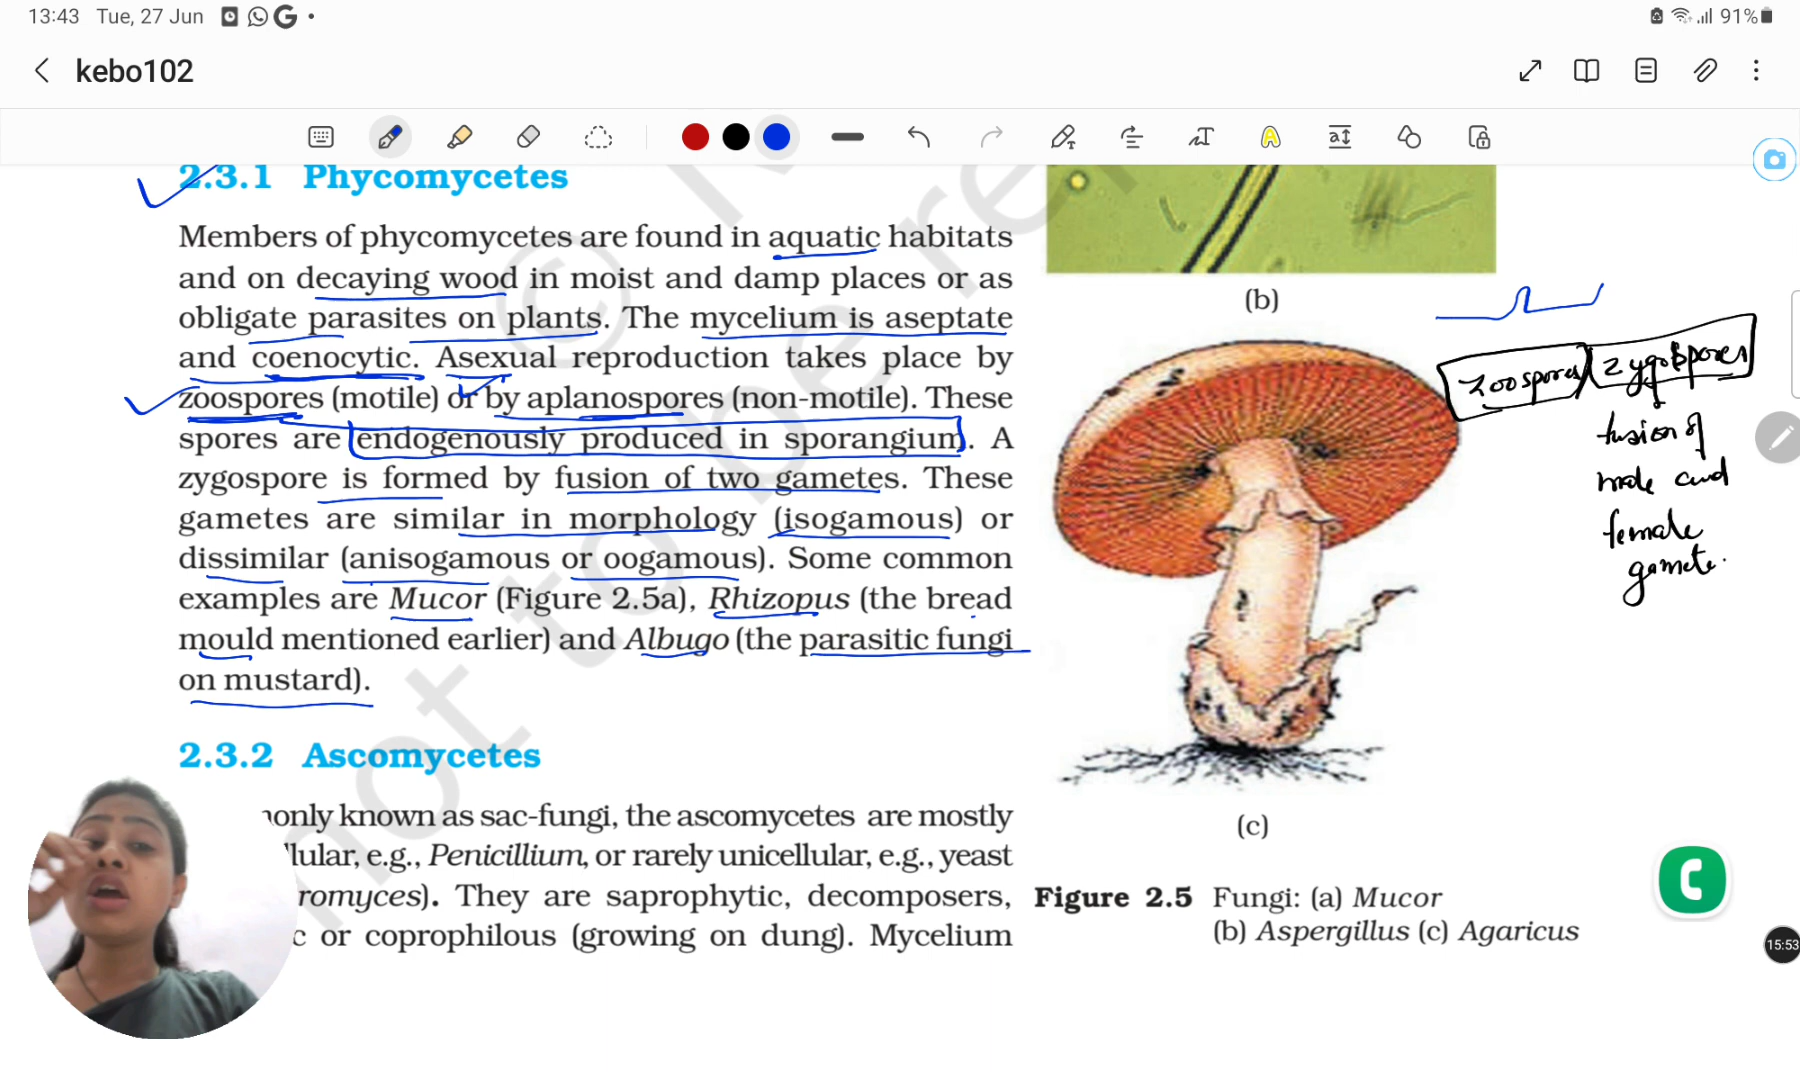 13:43 Tue, 27 Jun
91%
kebo102
2.3.1 Phycomycetes
Members of phycomycetes are found in aquatic habitats
and on decaying wood in moist and damp places or as
obligate parasites on plants. The mycelium is aseptate
and coenocytic. Asexual reproduction takes place by
zoospores (motile) or by aplanospores (non-motile). These
spores are endogenously produced in sporangium. A
zygospore is formed by fusion of two gametes. These
gametes are similar in morphology (isogamous) or
dissimilar (anisogamous or oogamous). Some common
examples are Mucor (Figure 2.5a), Rhizopus (the bread
mould mentioned earlier) and Albugo (the parasitic fungi
on mustard).
2.3.2 Ascomycetes
only known as sac-fungi, the ascomycetes are mostly
lular, e.g., Penicillium, or rarely unicellular, e.g., yeast
romyces). They are saprophytic, decomposers,
c or coprophilous (growing on dung). Mycelium
(b)
zoospores zygospores
fusion of
male and
female
gamete.
(c)
Figure 2.5 Fungi: (a) Mucor
(b) Aspergillus (c) Agaricus
15:53
© 
not to be re